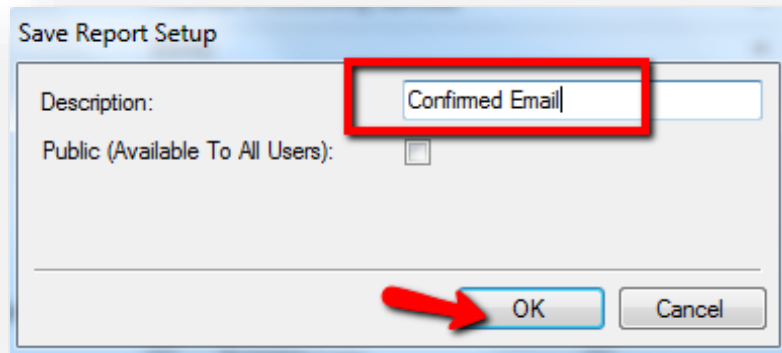 Save Report Setup
Description: Confirmed Email
Public (Available To All Users):
OK Cancel